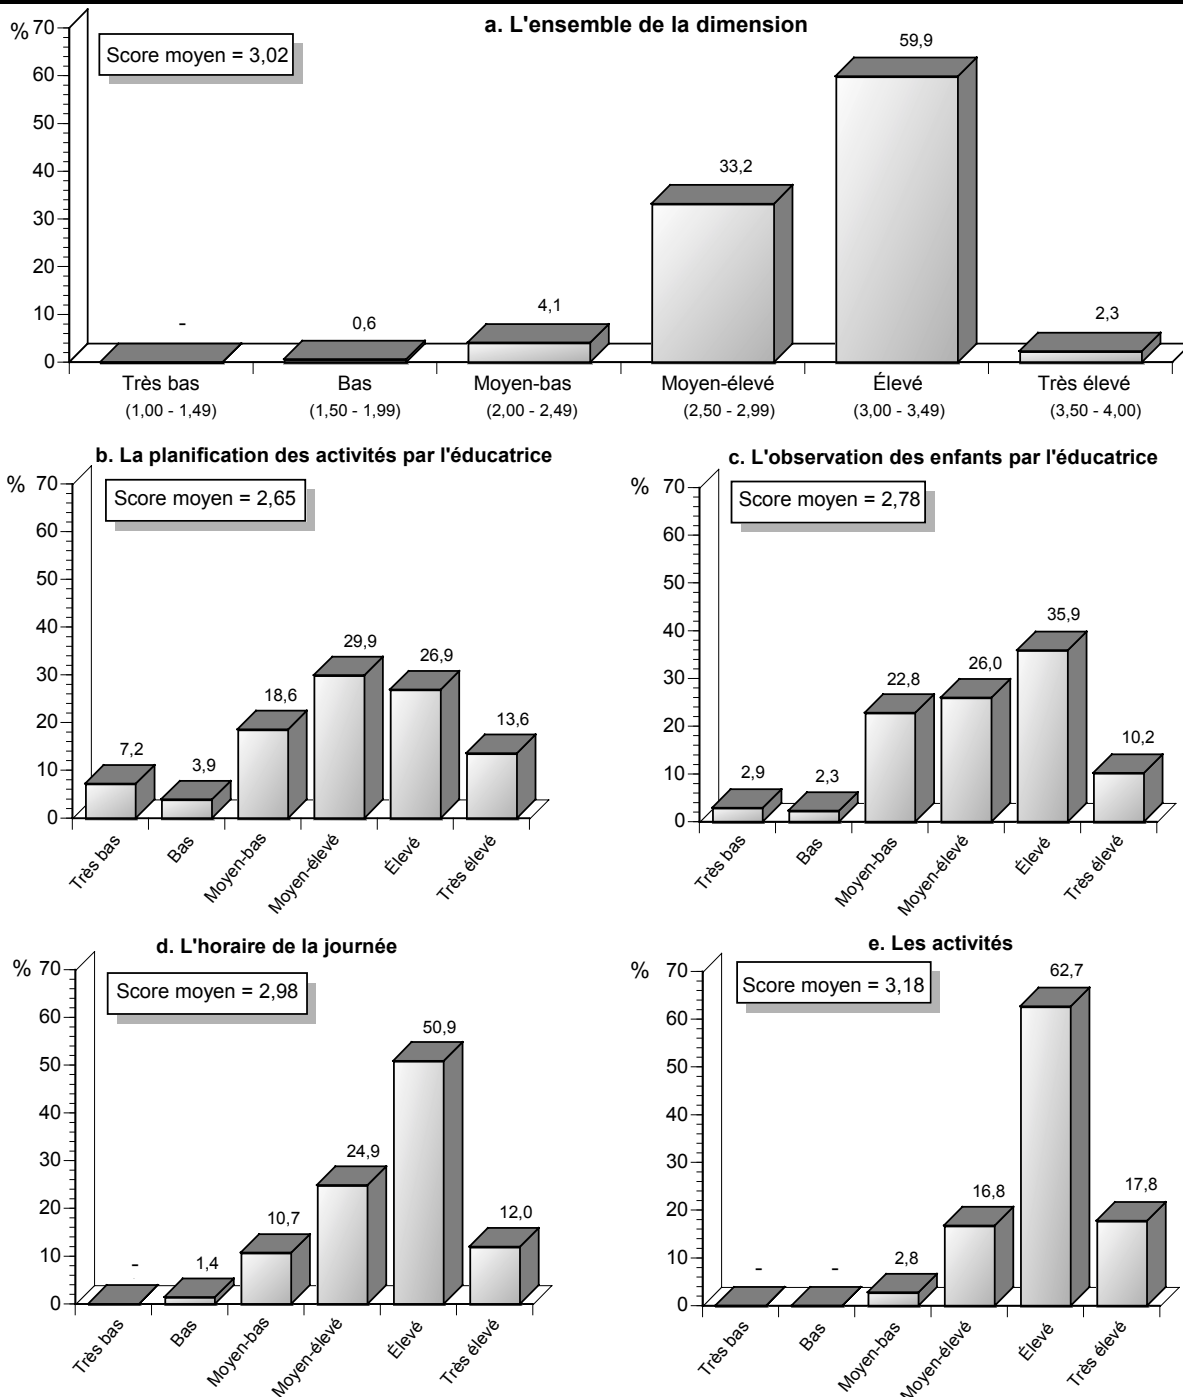 a. L'ensemble de la dimension
%
Score moyen = 3,02
70
60
50
40
30
20
10
0
-
0,6
4,1
33,2
59,9
2,3
Très bas
Bas
Moyen-bas
Moyen-élevé
Élevé
Très élevé
(1,00 - 1,49)
(1,50 - 1,99)
(2,00 - 2,49)
(2,50 - 2,99)
(3,00 - 3,49)
(3,50 - 4,00)
b. La planification des activités par l'éducatrice
%
Score moyen = 2,65
70
60
50
40
30
20
10
0
7,2
3,9
18,6
29,9
26,9
13,6
Très bas
Bas
Moyen-bas
Moyen-élevé
Élevé
Très élevé
c. L'observation des enfants par l'éducatrice
%
Score moyen = 2,78
70
60
50
40
30
20
10
0
2,9
2,3
22,8
26,0
35,9
10,2
Très bas
Bas
Moyen-bas
Moyen-élevé
Élevé
Très élevé
d. L'horaire de la journée
%
Score moyen = 2,98
70
60
50
40
30
20
10
0
-
1,4
10,7
24,9
50,9
12,0
Très bas
Bas
Moyen-bas
Moyen-élevé
Élevé
Très élevé
e. Les activités
%
Score moyen = 3,18
70
60
50
40
30
20
10
0
-
-
2,8
16,8
62,7
17,8
Très bas
Bas
Moyen-bas
Moyen-élevé
Élevé
Très élevé